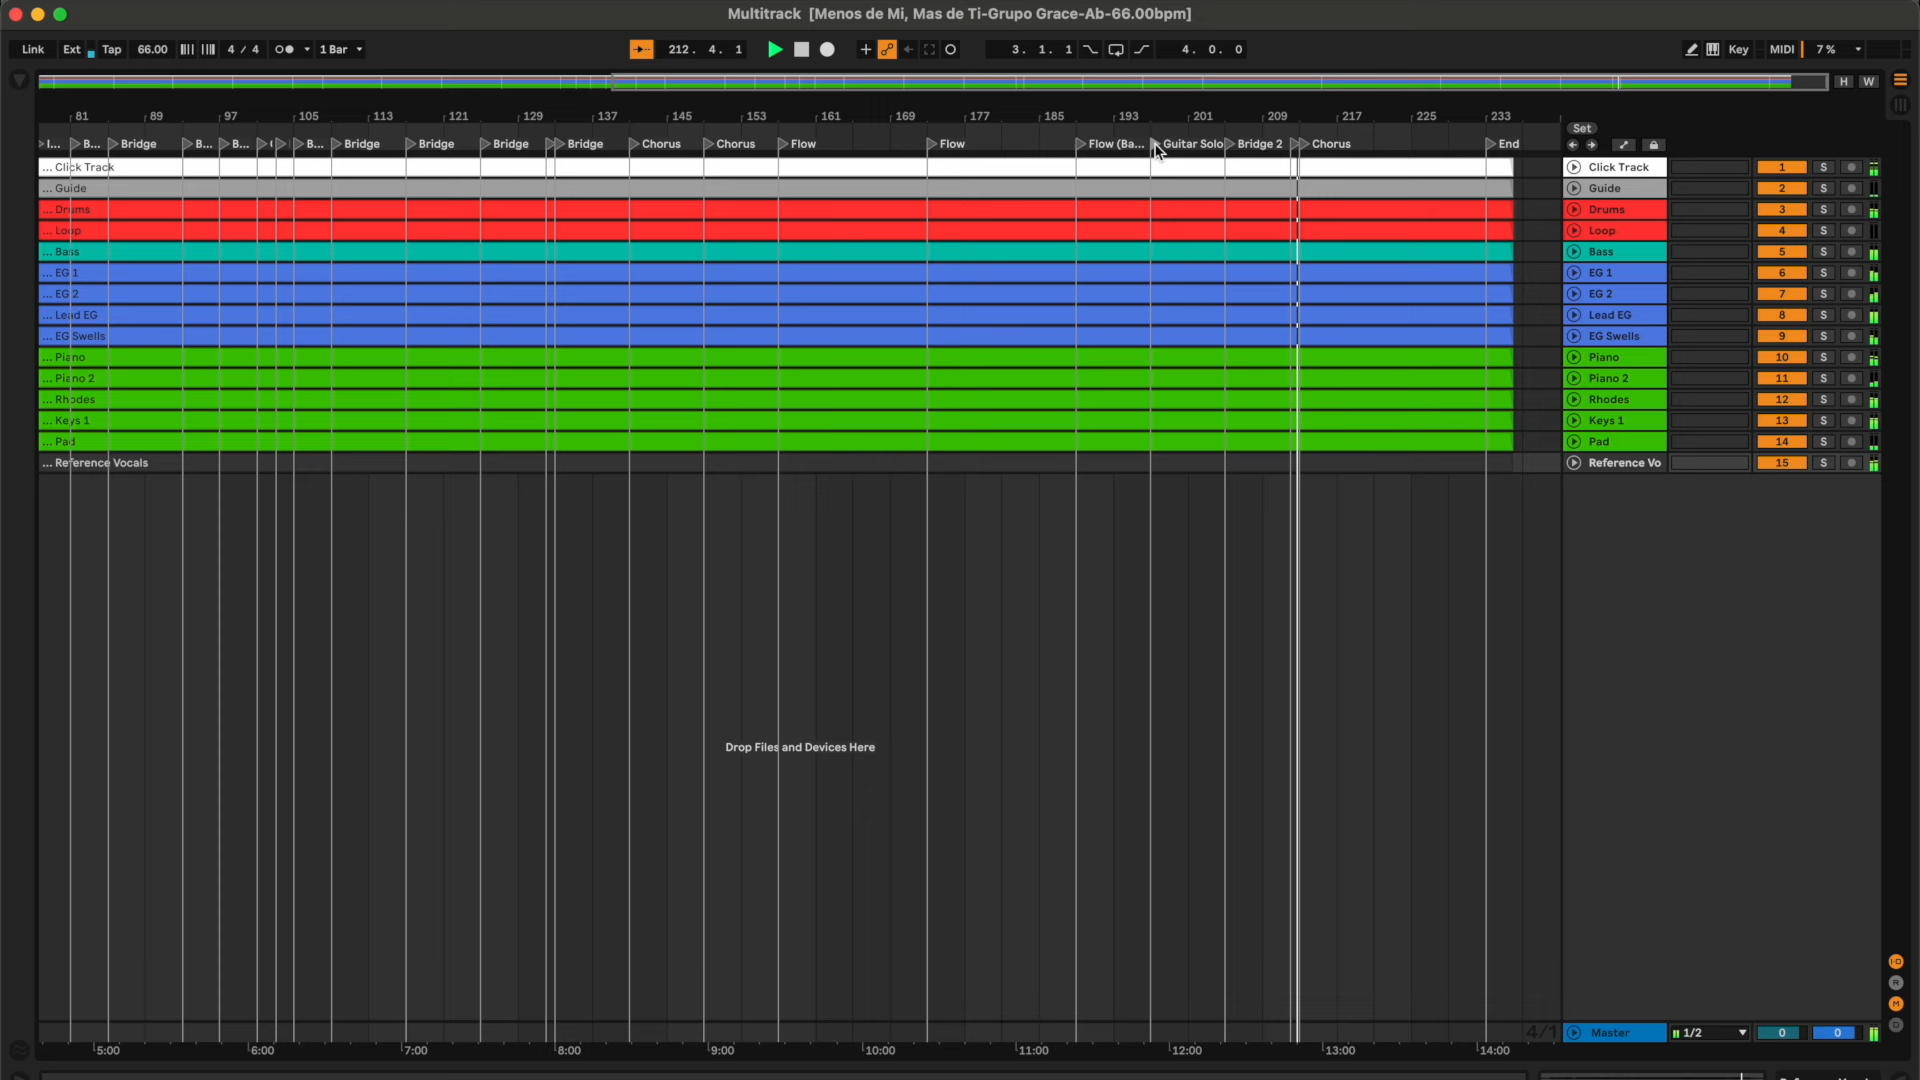 Multitrack [Menos de Mi, Mas de Ti-Grupo Grace-Ab-66.00bpm]
Link Ext Tap 66.00 4 / 4 1 Bar 212. 4. 1 3. 1. 1 4. 0. 0 Key MIDI 7 %
H W
81 89 97 105 113 121 129 137 145 153 161 169 177 185 193 201 209 217 225 233
Set
I... B... Bridge B... B... B... Bridge Bridge Bridge Bridge Chorus Chorus Flow Flow Flow (Ba... Guitar Solo Bridge 2 Chorus End
... Click Track Click Track 1 S
... Guide Guide 2 S
... Drums Drums 3 S
... Loop Loop 4 S
... Bass Bass 5 S
... EG 1 EG 1 6 S
... EG 2 EG 2 7 S
... Lead EG Lead EG 8 S
... EG Swells EG Swells 9 S
... Piano Piano 10 S
... Piano 2 Piano 2 11 S
... Rhodes Rhodes 12 S
... Keys 1 Keys 1 13 S
... Pad Pad 14 S
... Reference Vocals Reference Vo 15 S
Drop Files and Devices Here
I-O
R
M
D
4/1 Master 1/2 0 0
5:00 6:00 7:00 8:00 9:00 10:00 11:00 12:00 13:00 14:00